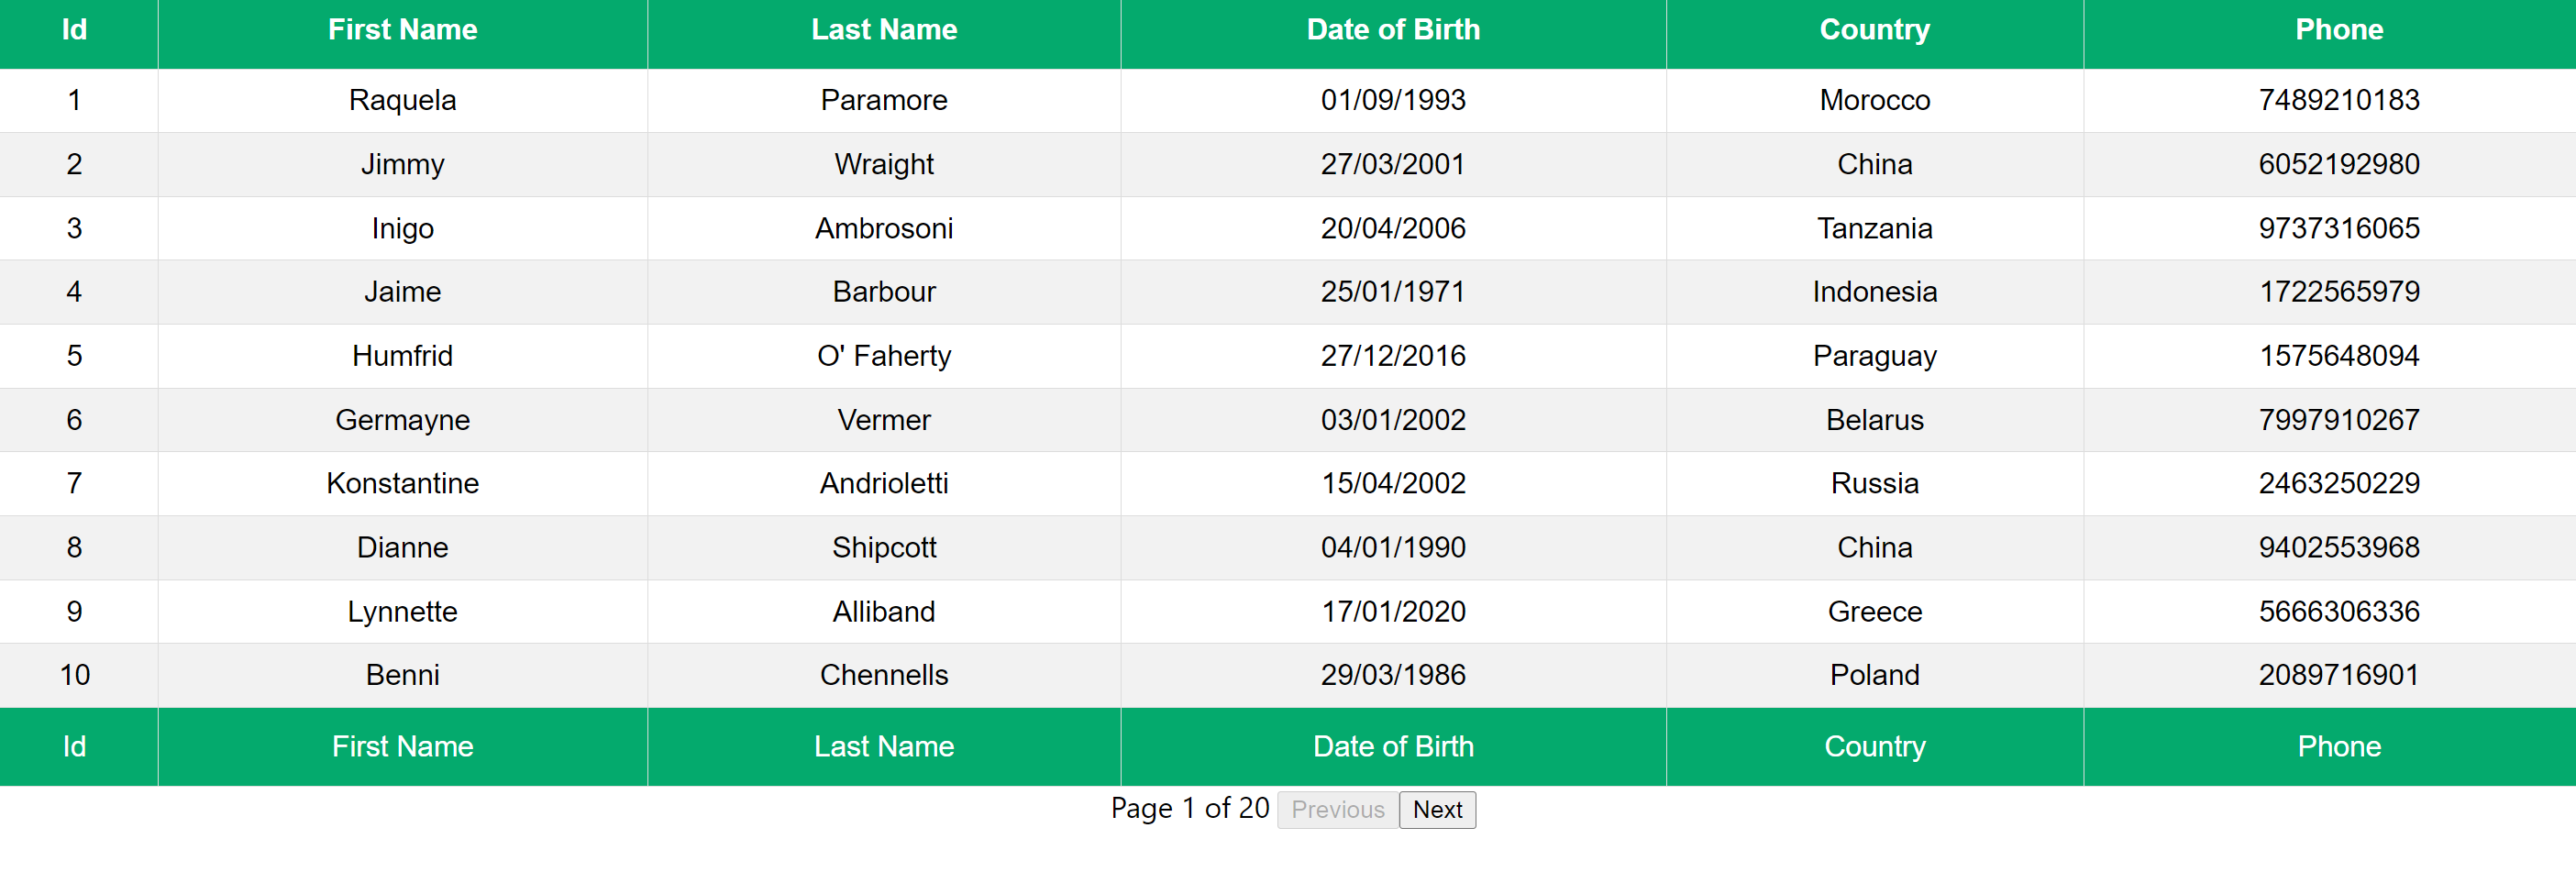 Id First Name Last Name Date of Birth Country Phone
1 Raquela Paramore 01/09/1993 Morocco 7489210183
2 Jimmy Wraight 27/03/2001 China 6052192980
3 Inigo Ambrosoni 20/04/2006 Tanzania 9737316065
4 Jaime Barbour 25/01/1971 Indonesia 1722565979
5 Humfrid O' Faherty 27/12/2016 Paraguay 1575648094
6 Germayne Vermer 03/01/2002 Belarus 7997910267
7 Konstantine Andrioletti 15/04/2002 Russia 2463250229
8 Dianne Shipcott 04/01/1990 China 9402553968
9 Lynnette Alliband 17/01/2020 Greece 5666306336
10 Benni Chennells 29/03/1986 Poland 2089716901
Id First Name Last Name Date of Birth Country Phone
Page 1 of 20 Previous Next